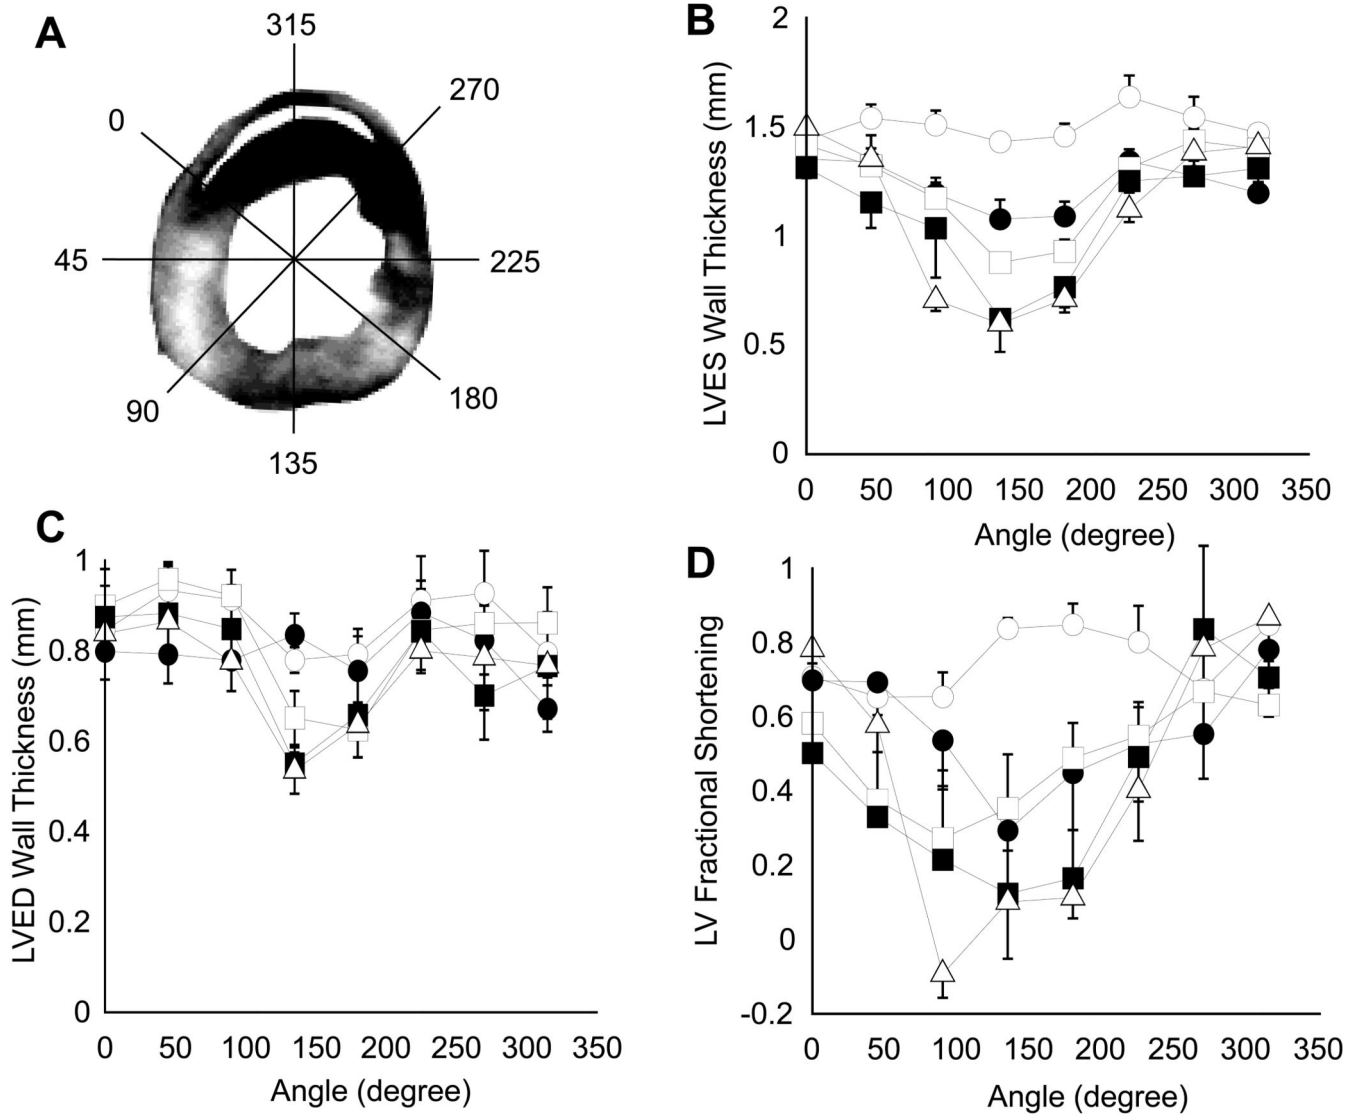 A
315
270
0
45
225
90
180
135
B
LVES Wall Thickness (mm)
2
1.5
1
0.5
0
0 50 100 150 200 250 300 350
Angle (degree)
C
LVED Wall Thickness (mm)
1
0.8
0.6
0.4
0.2
0
0 50 100 150 200 250 300 350
Angle (degree)
D
LV Fractional Shortening
1
0.8
0.6
0.4
0.2
0
-0.2
0 50 100 150 200 250 300 350
Angle (degree)